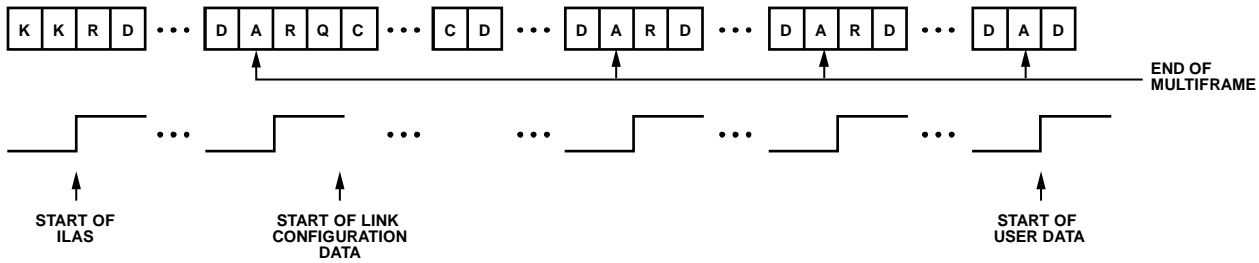 K K R D ••• D A R Q C ••• C D ••• D A R D ••• D A R D ••• D A D
END OF
MULTIFRAME
••• ••• ••• ••• •••
START OF
ILAS
START OF LINK
CONFIGURATION
DATA
START OF
USER DATA